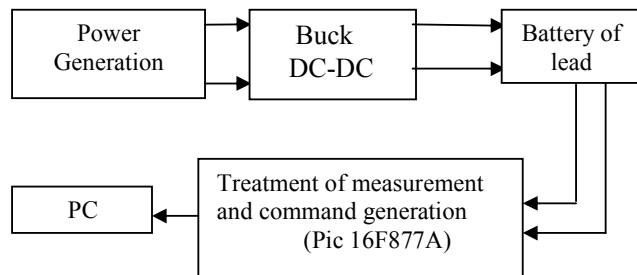 Power
Generation
Buck
DC-DC
Battery of
lead
Treatment of measurement
and command generation
(Pic 16F877A)
PC